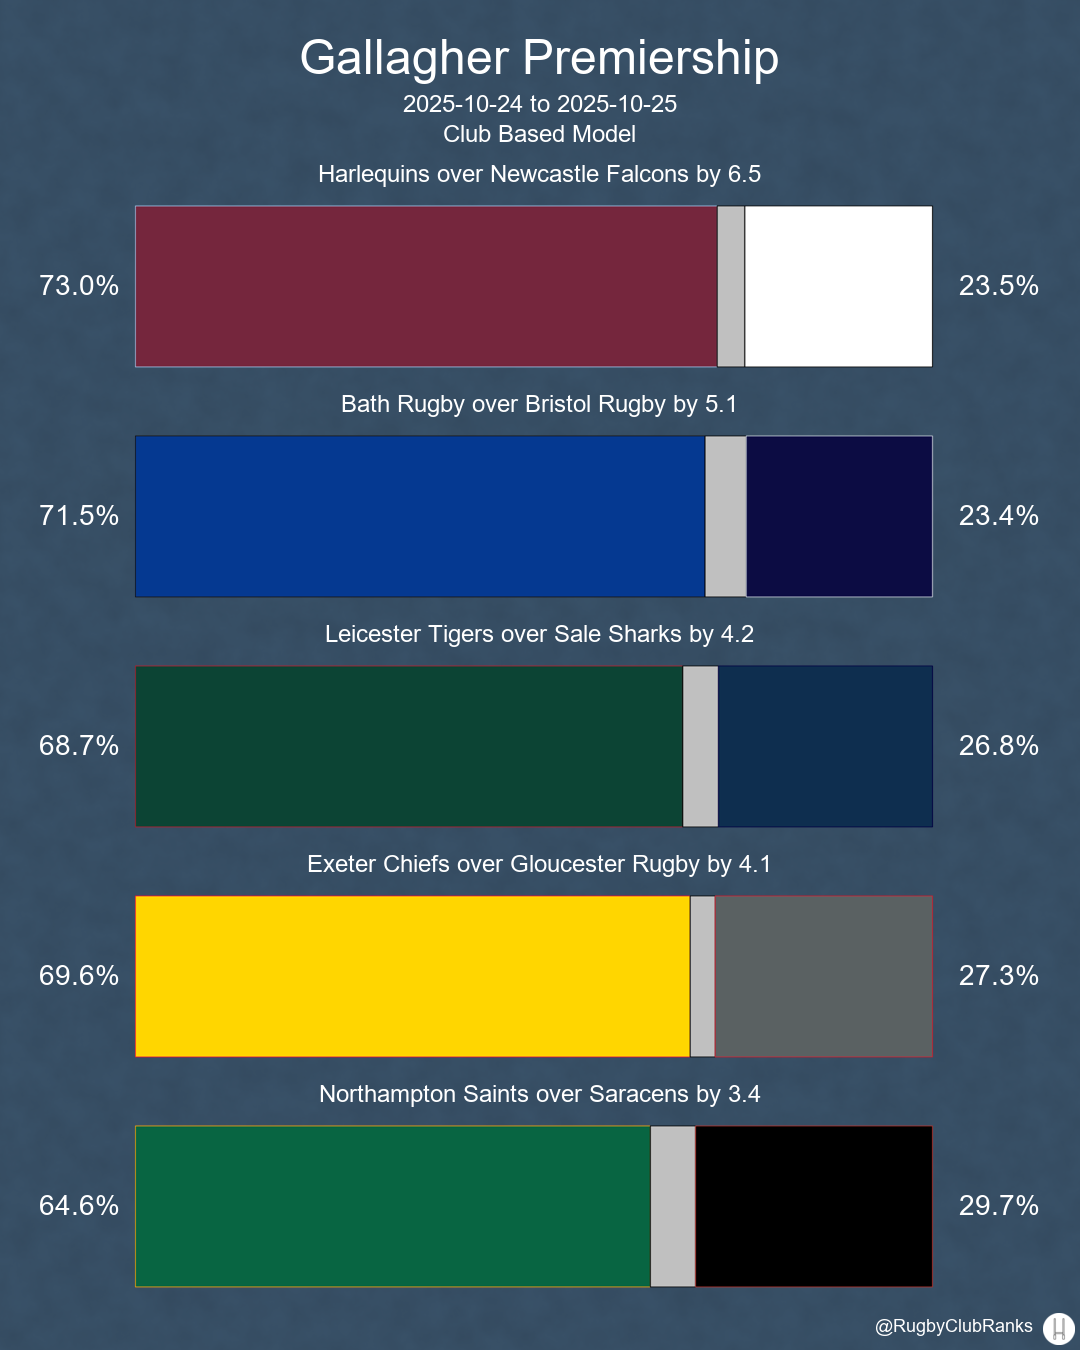 Gallagher Premiership
2025-10-24 to 2025-10-25
Club Based Model
Harlequins over Newcastle Falcons by 6.5
73.0%
23.5%
Bath Rugby over Bristol Rugby by 5.1
71.5%
23.4%
Leicester Tigers over Sale Sharks by 4.2
68.7%
26.8%
Exeter Chiefs over Gloucester Rugby by 4.1
69.6%
27.3%
Northampton Saints over Saracens by 3.4
64.6%
29.7%
@RugbyClubRanks